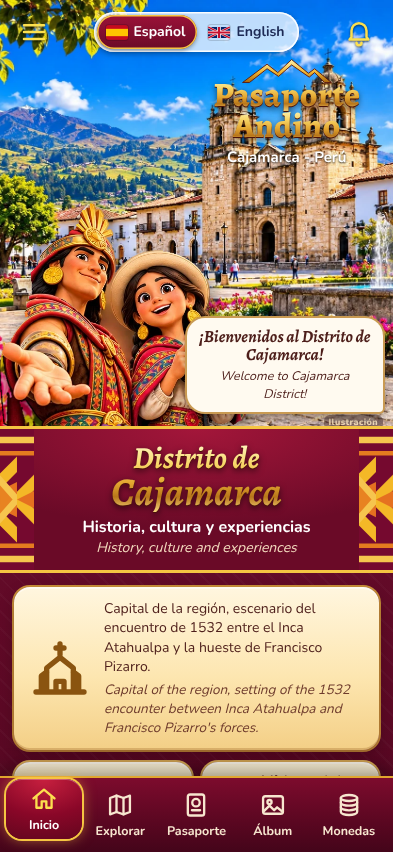 Español
English
Pasaporte
Andino
Cajamarca - Perú
¡Bienvenidos al Distrito de
Cajamarca!
Welcome to Cajamarca
District!
Ilustración
Distrito de
Cajamarca
Historia, cultura y experiencias
History, culture and experiences
Capital de la región, escenario del
encuentro de 1532 entre el Inca
Atahualpa y la hueste de Francisco
Pizarro.
Capital of the region, setting of the 1532
encounter between Inca Atahualpa and
Francisco Pizarro's forces.
Inicio
Explorar
Pasaporte
Álbum
Monedas